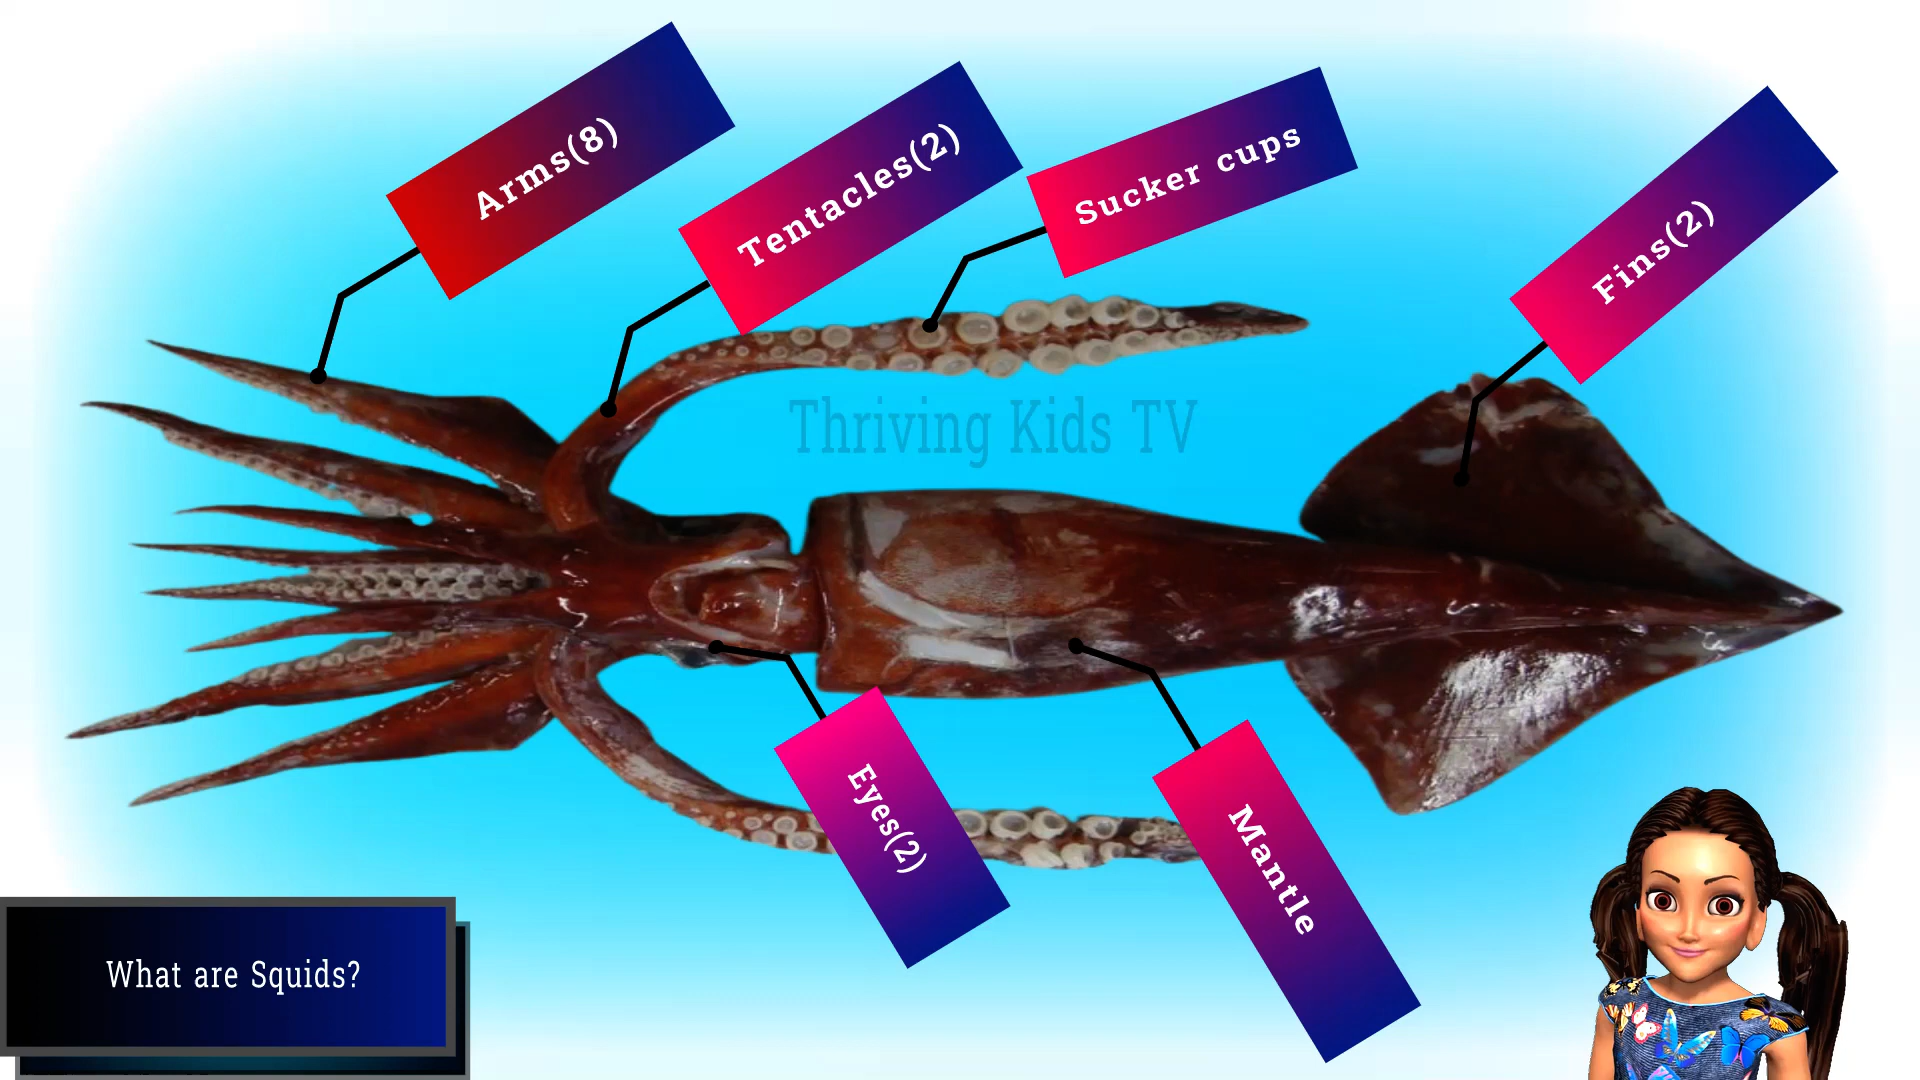 Arms(8)
Tentacles(2)
Sucker cups
Fins(2)
Thriving Kids TV
Eyes(2)
Mantle
What are Squids?